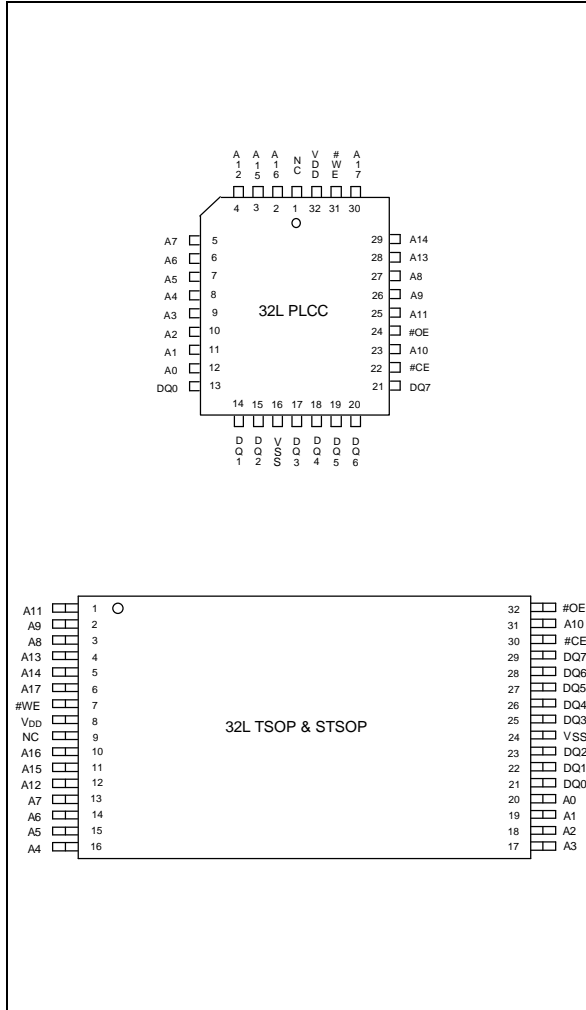 A12 A15 A16 NC VDD #WE A17
4 3 2 1 32 31 30
A7 5 29 A14
A6 6 28 A13
A5 7 27 A8
A4 8 26 A9
A3 9 32L PLCC 25 A11
A2 10 24 #OE
A1 11 23 A10
A0 12 22 #CE
DQ0 13 21 DQ7
14 15 16 17 18 19 20
DQ1 DQ2 VSS DQ3 DQ4 DQ5 DQ6
A11 1 32 #OE
A9 2 31 A10
A8 3 30 #CE
A13 4 29 DQ7
A14 5 28 DQ6
A17 6 27 DQ5
#WE 7 26 DQ4
VDD 8 32L TSOP & STSOP 25 DQ3
NC 9 24 VSS
A16 10 23 DQ2
A15 11 22 DQ1
A12 12 21 DQ0
A7 13 20 A0
A6 14 19 A1
A5 15 18 A2
A4 16 17 A3